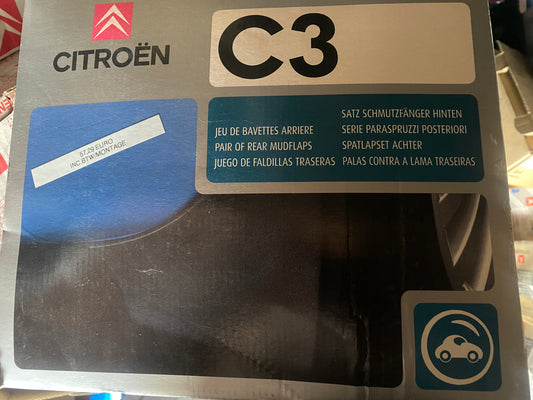 CITROËN
C3
57,29 EURO
INC.BTW/MONTAGE
JEU DE BAVETTES ARRIERE
PAIR OF REAR MUDFLAPS
JUEGO DE FALDILLAS TRASERAS
SATZ SCHMUTZFÄNGER HINTEN
SERIE PARASPRUZZI POSTERIORI
SPATLAPSET ACHTER
PALAS CONTRA A LAMA TRASEIRAS